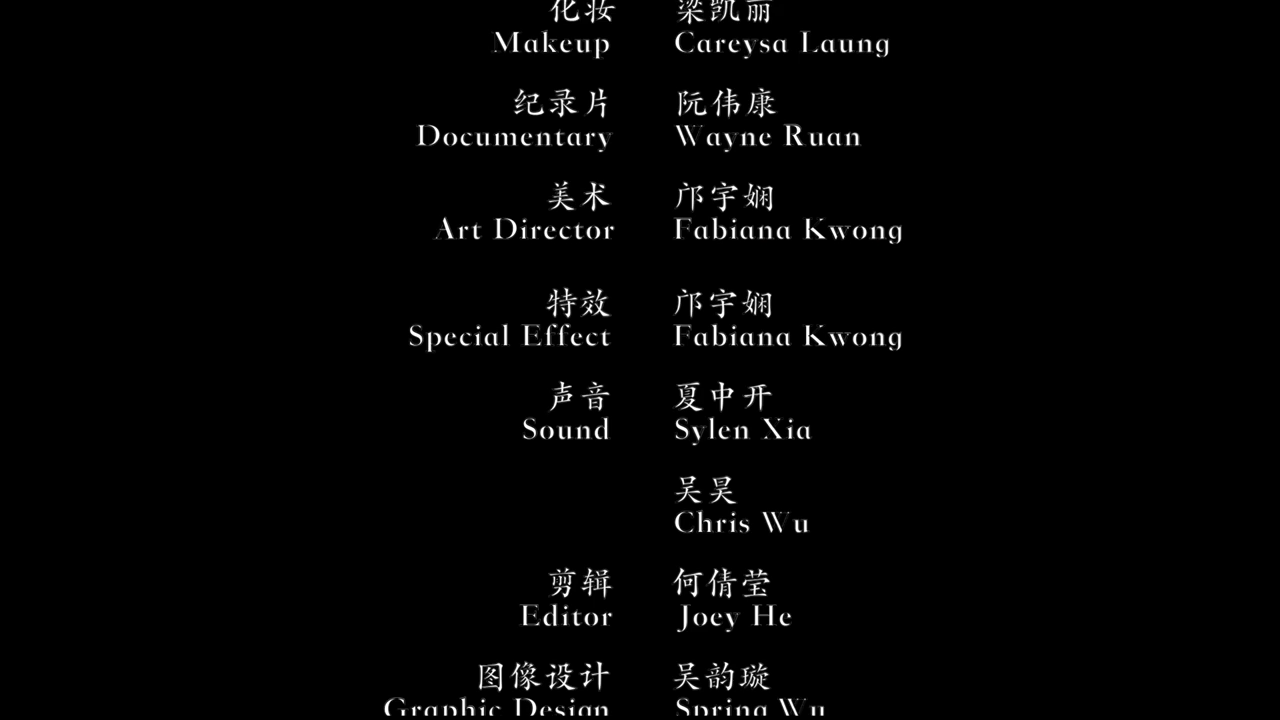 化妆 梁凯丽
Makeup Careysa Laung
纪录片 阮伟康
Documentary Wayne Ruan
美术 邝宇娴
Art Director Fabiana Kwong
特效 邝宇娴
Special Effect Fabiana Kwong
声音 夏中开
Sound Sylen Xia
吴昊
Chris Wu
剪辑 何倩莹
Editor Joey He
图像设计 吴韵璇
Graphic Design Spring Wu